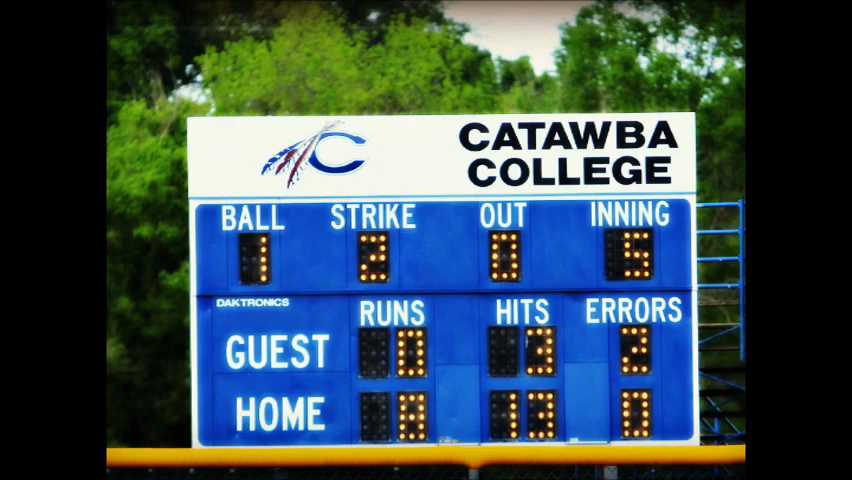 C
CATAWBA
COLLEGE
BALL STRIKE OUT INNING
1 2 0 5
DAKTRONICS
RUNS HITS ERRORS
GUEST 0 3 2
HOME 8 13 0